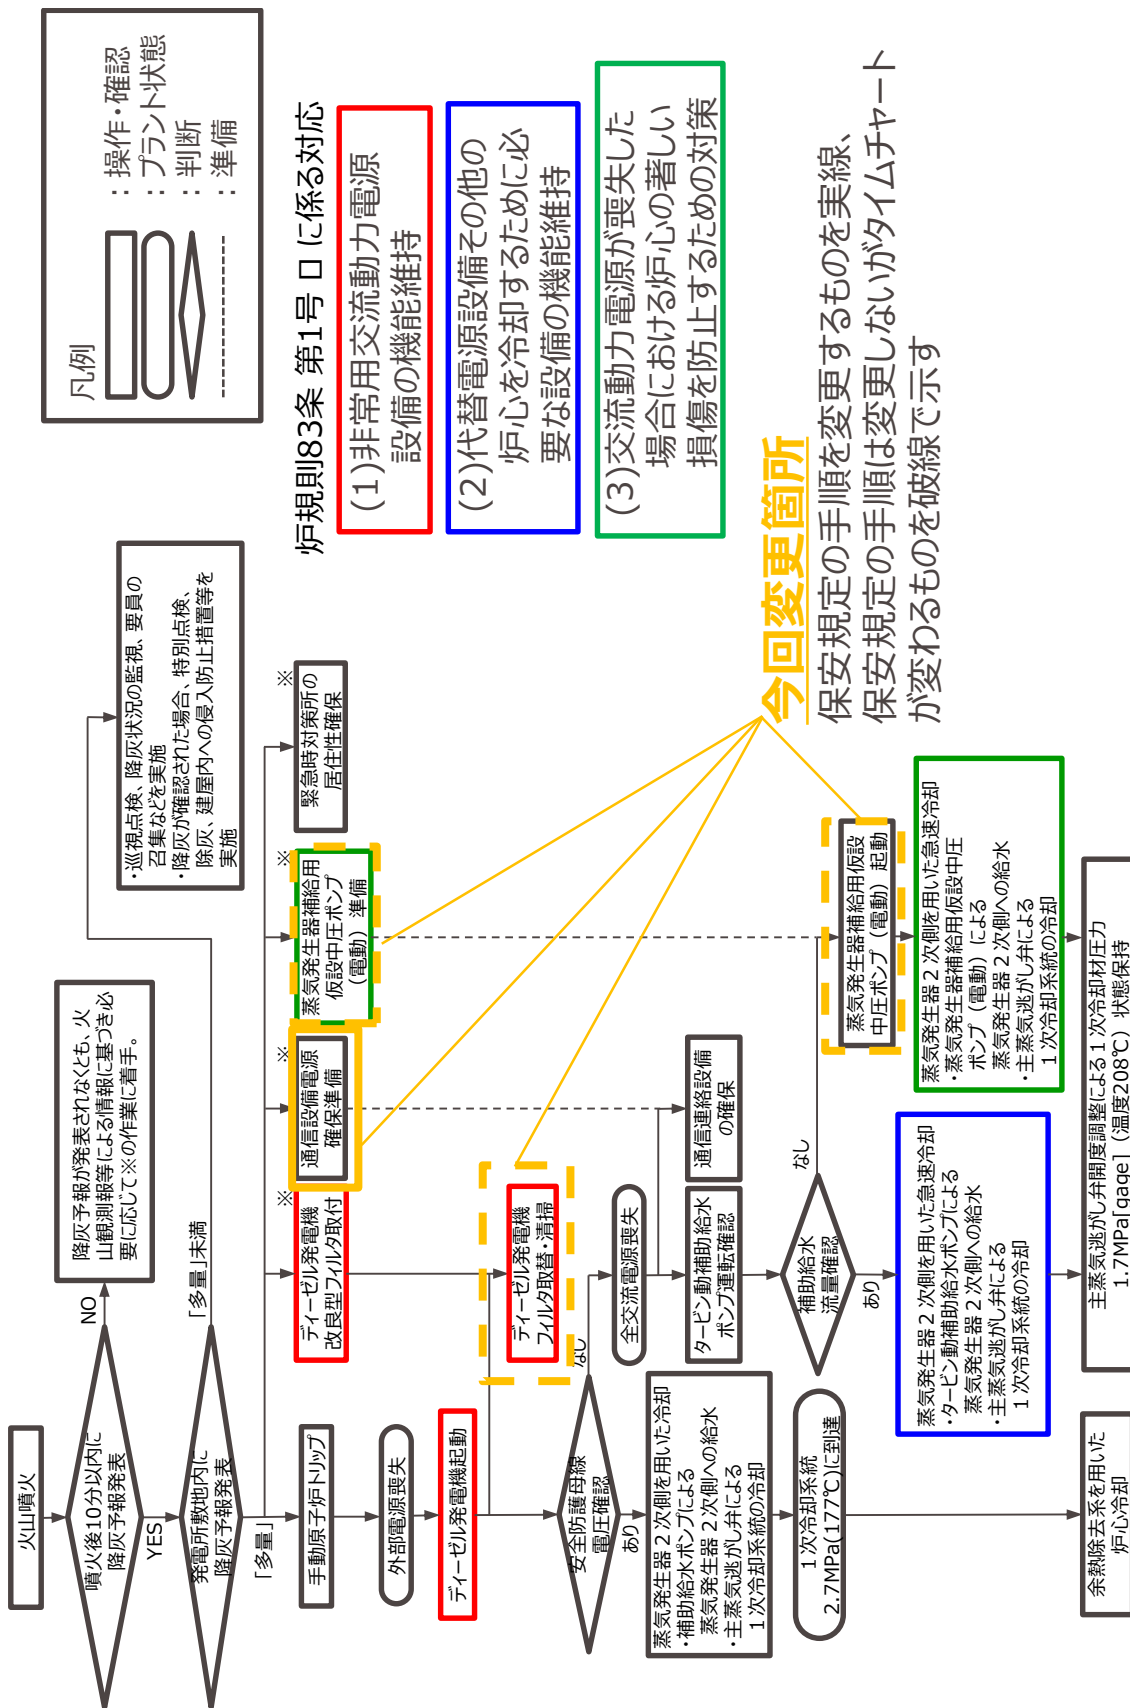 火山噴火
噴火後10分以内に
降灰予報発表
NO
YES
降灰予報が発表されなくとも、火
山観測報等による情報に基づき必
要に応じて※の作業に着手。
発電所敷地内に
降灰予報発表
「多量」未満
「多量」
・巡視点検、降灰状況の監視、要員の
召集などを実施
・降灰が確認された場合、特別点検、
除灰、建屋内への侵入防止措置等を
実施
手動原子炉トリップ
※
ディーゼル発電機
改良型フィルタ取付
※
通信設備電源
確保準備
※
蒸気発生器補給用
仮設中圧ポンプ
（電動）準備
※
緊急時対策所の
居住性確保
外部電源喪失
ディーゼル発電機起動
ディーゼル発電機
フィルタ取替・清掃
安全防護母線
電圧確認
なし
あり
全交流電源喪失
蒸気発生器２次側を用いた冷却
・補助給水ポンプによる
蒸気発生器２次側への給水
・主蒸気逃がし弁による
１次冷却系統の冷却
タービン動補助給水
ポンプ運転確認
通信連絡設備
の確保
１次冷却系統
2.7MPa(177℃)に到達
補助給水
流量確認
なし
あり
蒸気発生器補給用仮設
中圧ポンプ（電動）起動
蒸気発生器２次側を用いた急速冷却
・タービン動補助給水ポンプによる
蒸気発生器２次側への給水
・主蒸気逃がし弁による
１次冷却系統の冷却
蒸気発生器２次側を用いた急速冷却
・蒸気発生器補給用仮設中圧
ポンプ（電動）による
蒸気発生器２次側への給水
・主蒸気逃がし弁による
１次冷却系統の冷却
余熱除去系を用いた
炉心冷却
主蒸気逃がし弁開度調整による１次冷却材圧力
1.7MPa[gage]（温度208℃）状態保持
凡例
：操作・確認
：プラント状態
：判断
：準備
炉規則83条 第1号 ロ に係る対応
(1)非常用交流動力電源
設備の機能維持
(2)代替電源設備その他の
炉心を冷却するために必
要な設備の機能維持
(3)交流動力電源が喪失した
場合における炉心の著しい
損傷を防止するための対策
今回変更箇所
保安規定の手順を変更するものを実線、
保安規定の手順は変更しないがタイムチャート
が変わるものを破線で示す